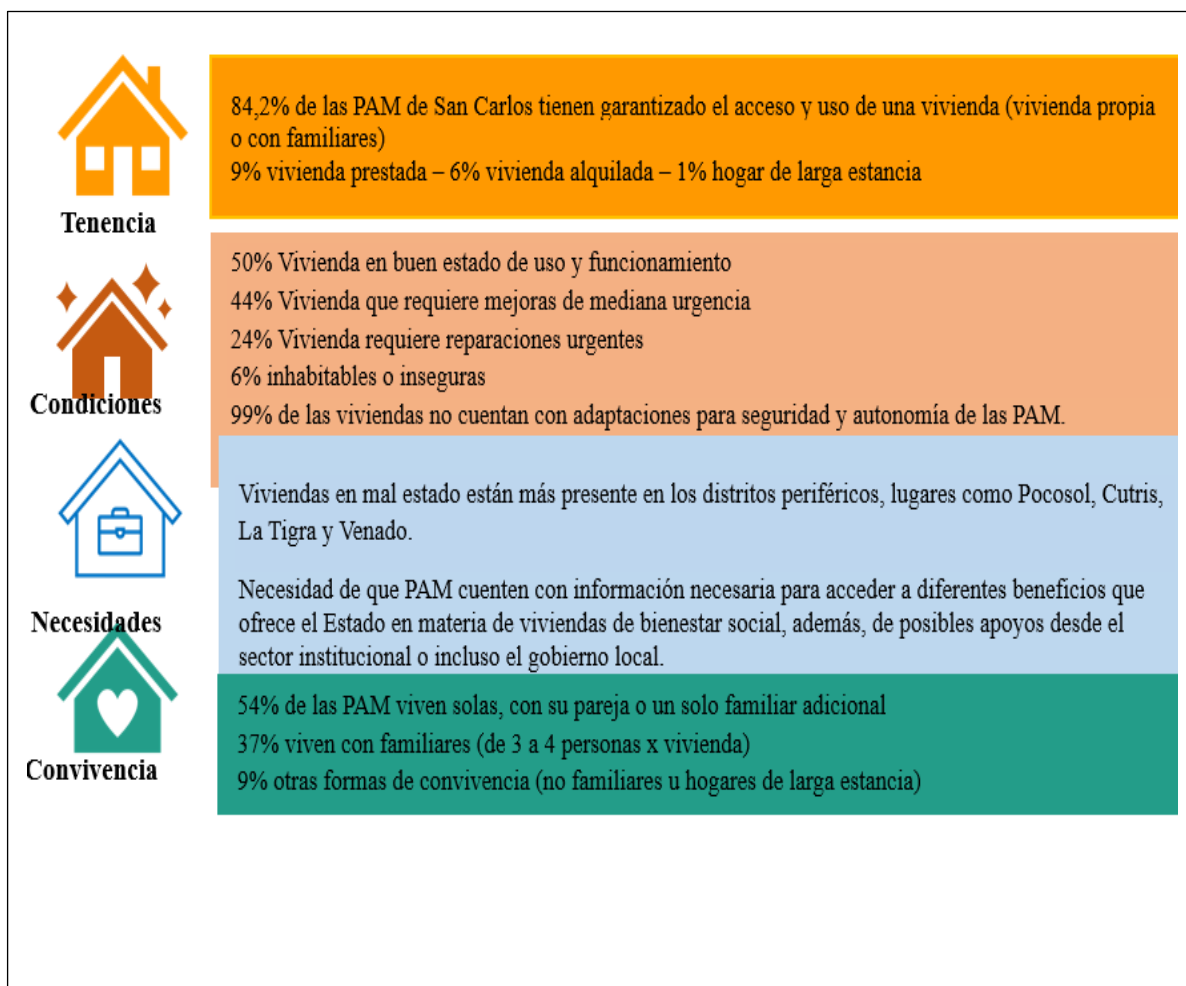 84,2% de las PAM de San Carlos tienen garantizado el acceso y uso de una vivienda (vivienda propia
o con familiares)
9% vivienda prestada – 6% vivienda alquilada – 1% hogar de larga estancia
Tenencia
50% Vivienda en buen estado de uso y funcionamiento
44% Vivienda que requiere mejoras de mediana urgencia
24% Vivienda requiere reparaciones urgentes
6% inhabitables o inseguras
99% de las viviendas no cuentan con adaptaciones para seguridad y autonomía de las PAM.
Condiciones
Viviendas en mal estado están más presente en los distritos periféricos, lugares como Pocosol, Cutris,
La Tigra y Venado.
Necesidad de que PAM cuenten con información necesaria para acceder a diferentes beneficios que
ofrece el Estado en materia de viviendas de bienestar social, además, de posibles apoyos desde el
sector institucional o incluso el gobierno local.
Necesidades
54% de las PAM viven solas, con su pareja o un solo familiar adicional
37% viven con familiares (de 3 a 4 personas x vivienda)
9% otras formas de convivencia (no familiares u hogares de larga estancia)
Convivencia